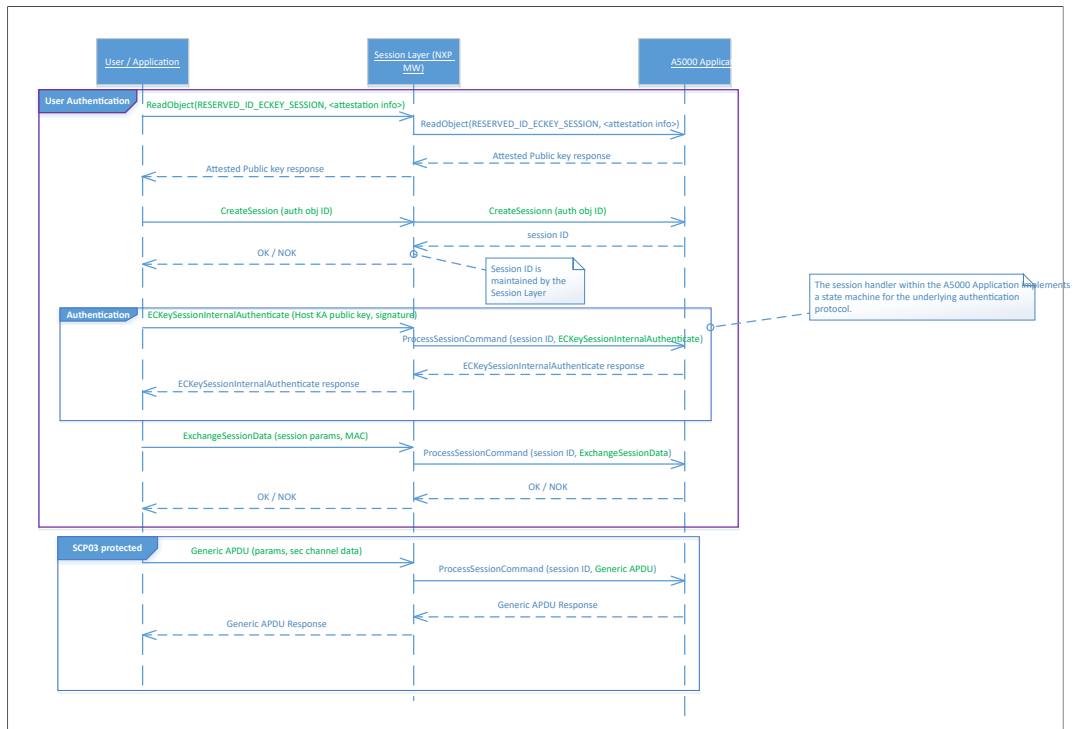 User / Application
Session Layer (NXP
MW)
A5000 Applicat
User Authentication
ReadObject(RESERVED_ID_ECKEY_SESSION, <attestation info>)
ReadObject(RESERVED_ID_ECKEY_SESSION, <attestation info>)
Attested Public key response
Attested Public key response
CreateSession (auth obj ID)
CreateSessionn (auth obj ID)
session ID
OK / NOK
Session ID is
maintained by the
Session Layer
The session handler within the A5000 Application implements
a state machine for the underlying authentication
protocol.
Authentication
ECKeySessionInternalAuthenticate (Host KA public key, signature)
ProcessSessionCommand (session ID, ECKeySessionInternalAuthenticate)
ECKeySessionInternalAuthenticate response
ECKeySessionInternalAuthenticate response
ExchangeSessionData (session params, MAC)
ProcessSessionCommand (session ID, ExchangeSessionData)
OK / NOK
OK / NOK
SCP03 protected
Generic APDU (params, sec channel data)
ProcessSessionCommand (session ID, Generic APDU)
Generic APDU Response
Generic APDU Response